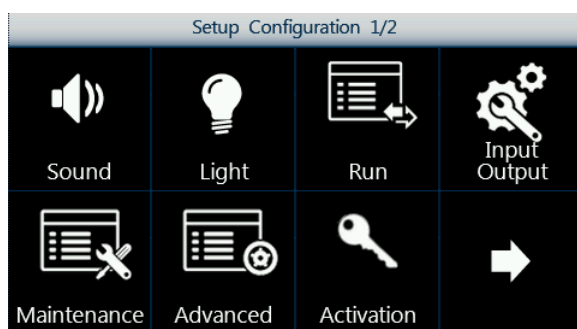 Setup Configuration 1/2
Sound
Light
Run
Input
Output
Maintenance
Advanced
Activation